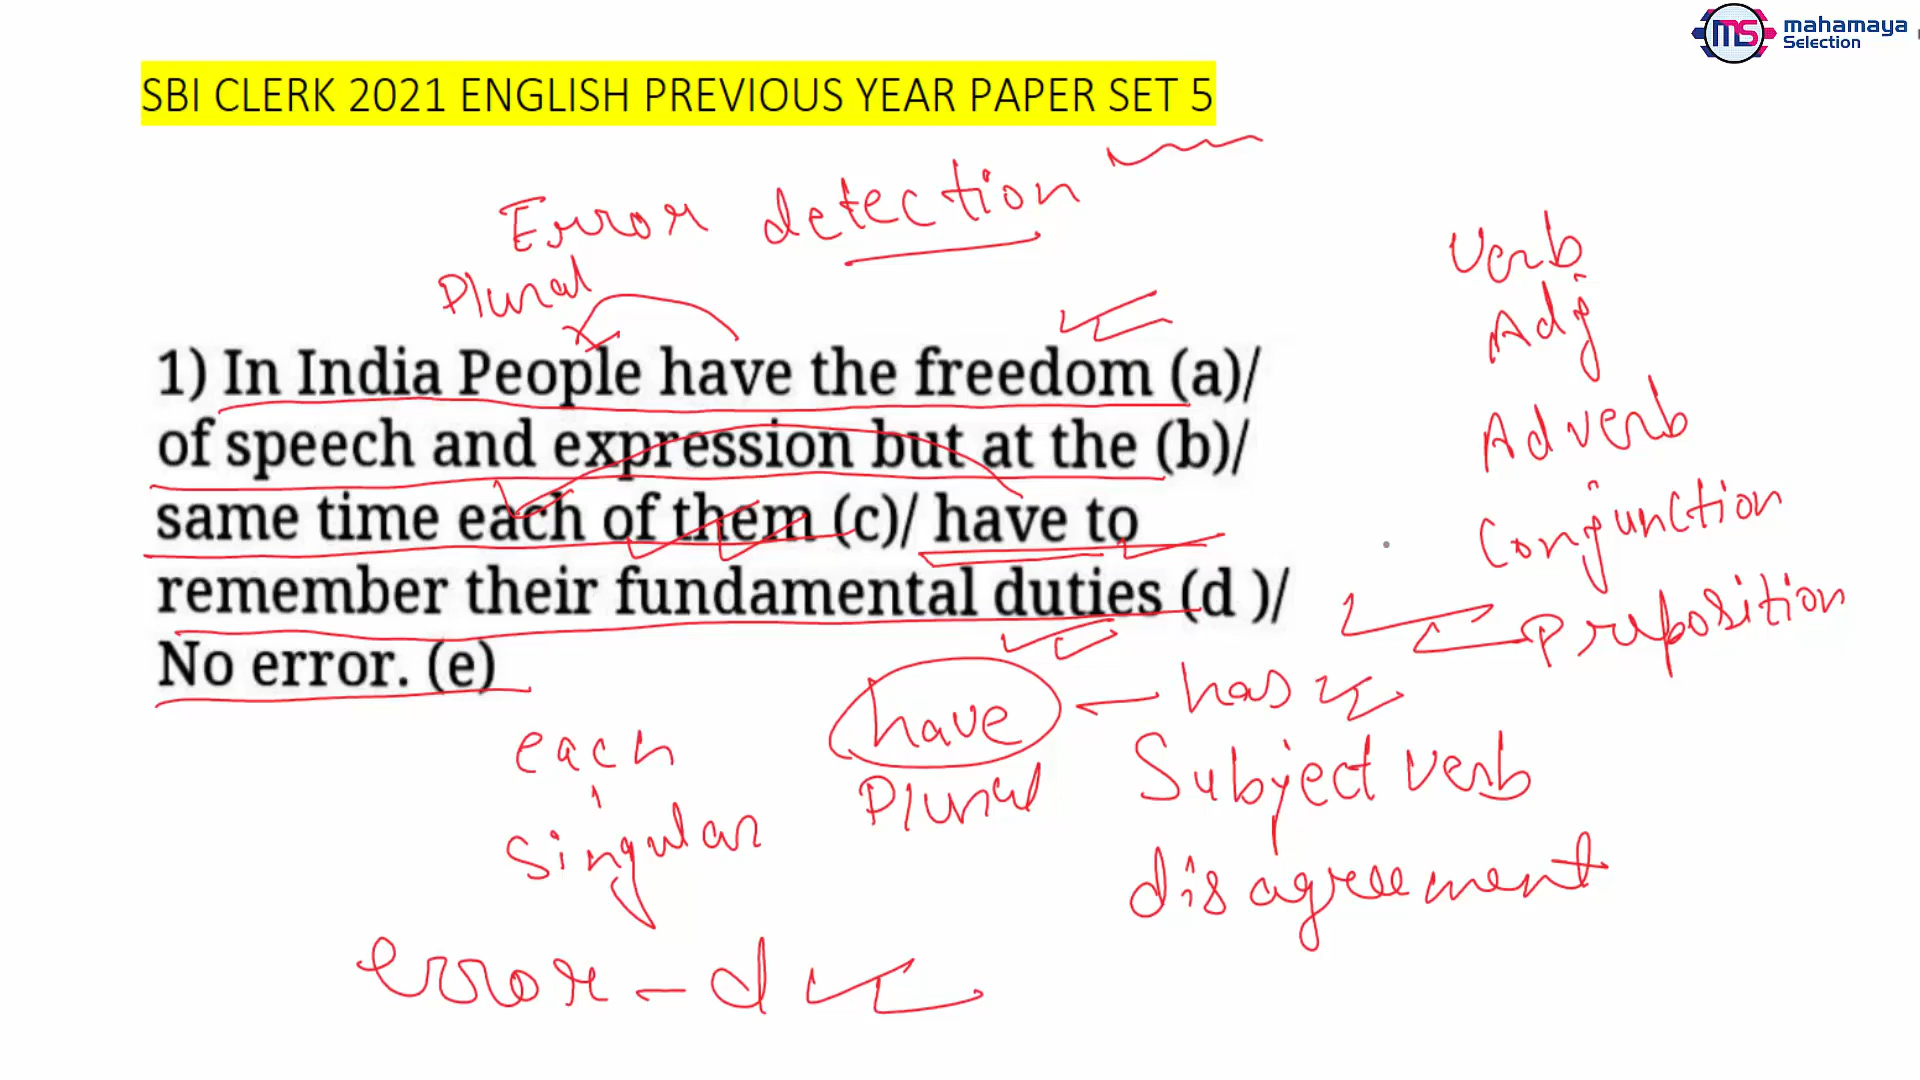 mahamaya
Selection
MS
SBI CLERK 2021 ENGLISH PREVIOUS YEAR PAPER SET 5
Error detection
Plural
Verb
Adj
Adverb
Conjunction
Preposition
1) In India People have the freedom (a)/
of speech and expression but at the (b)/
same time each of them (c)/ have to
remember their fundamental duties (d )/
No error. (e)
each
singular
have
Plural
has
Subject verb
disagreement
error - d